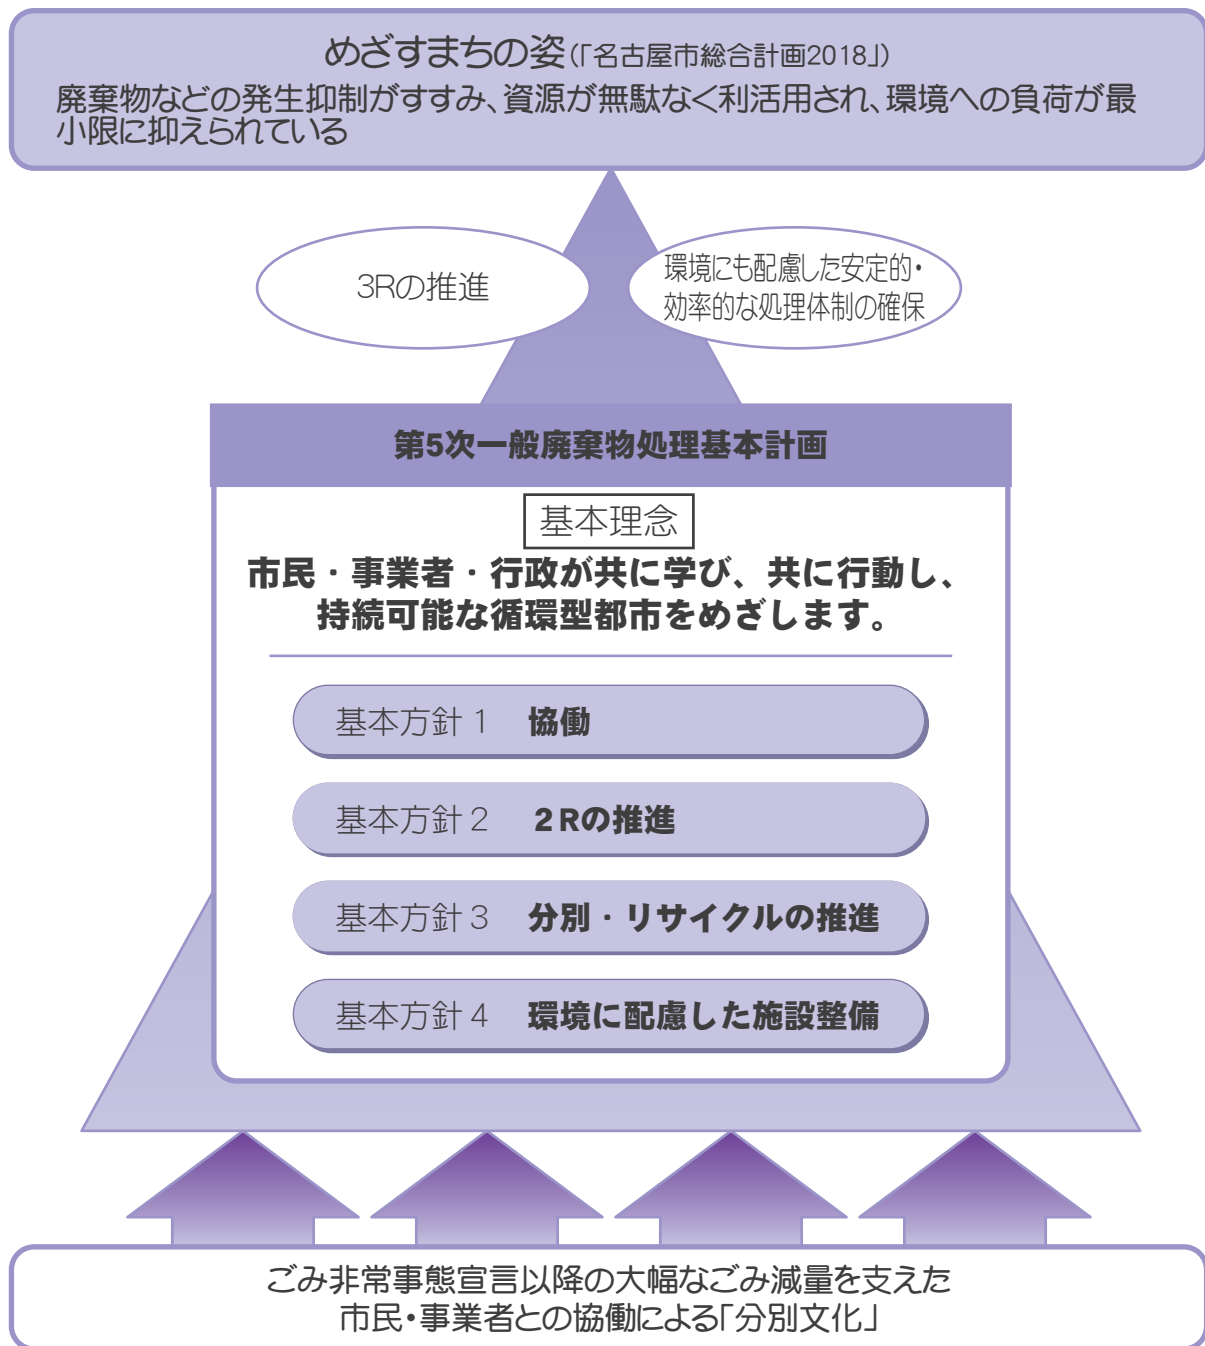 めざすまちの姿(「名古屋市総合計画2018」)
廃棄物などの発生抑制がすすみ、資源が無駄なく利活用され、環境への負荷が最
小限に抑えられている
3Rの推進
環境にも配慮した安定的・
効率的な処理体制の確保
第5次一般廃棄物処理基本計画
基本理念
市民・事業者・行政が共に学び、共に行動し、
持続可能な循環型都市をめざします。
基本方針1 協働
基本方針2 2Rの推進
基本方針3 分別・リサイクルの推進
基本方針4 環境に配慮した施設整備
ごみ非常事態宣言以降の大幅なごみ減量を支えた
市民・事業者との協働による「分別文化」